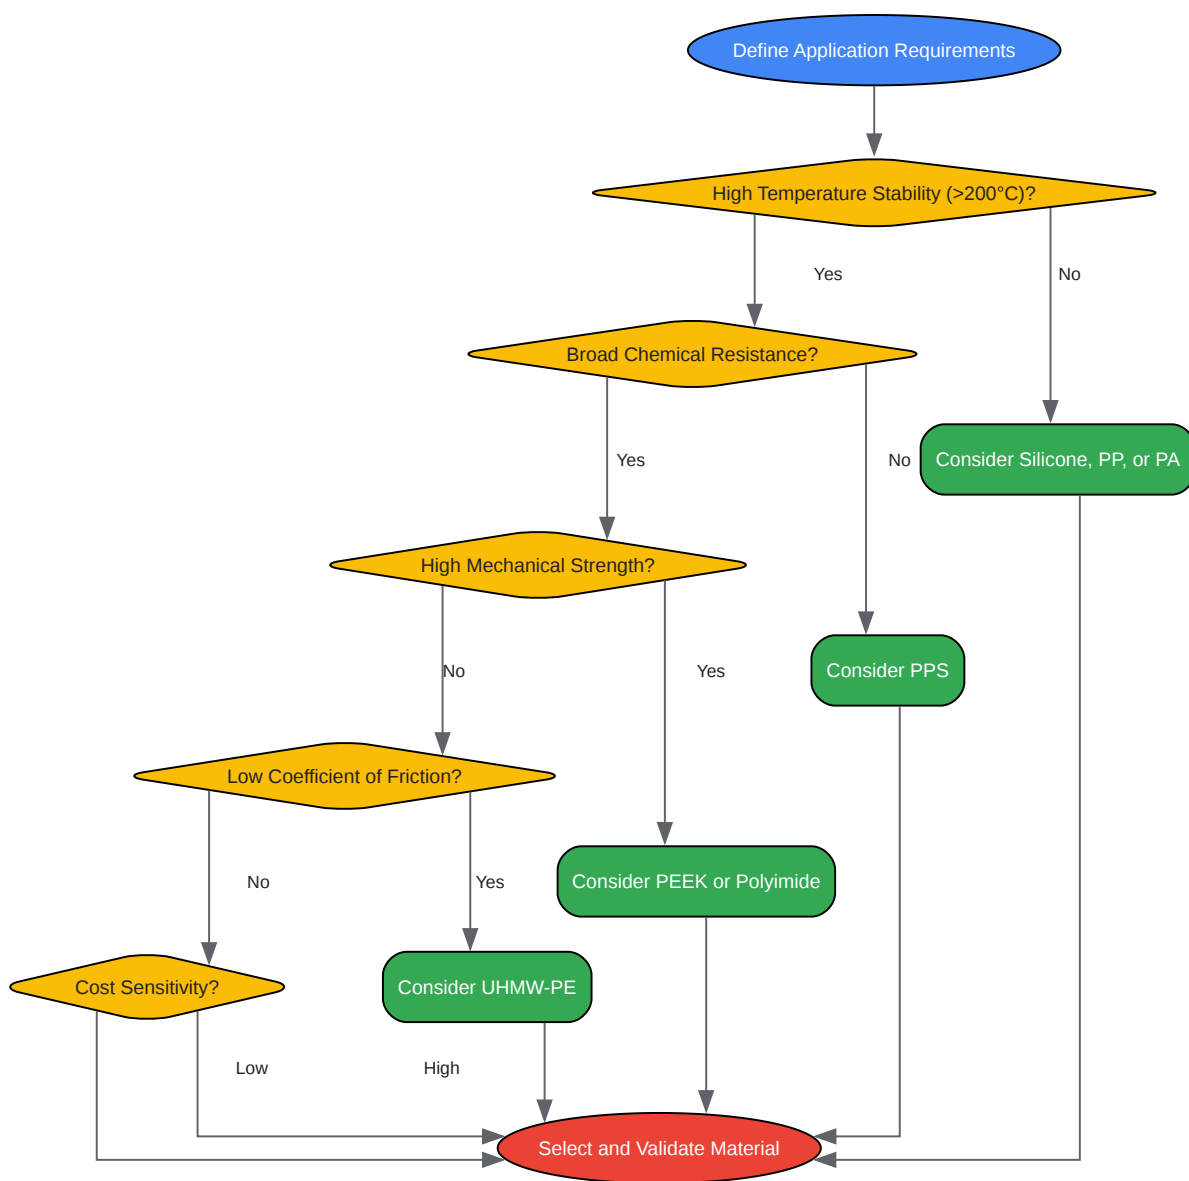 Define Application Requirements
High Temperature Stability (>200°C)?
Yes
No
Broad Chemical Resistance?
Yes
No
Consider Silicone, PP, or PA
High Mechanical Strength?
No
Yes
Consider PPS
Low Coefficient of Friction?
No
Yes
Consider PEEK or Polyimide
Cost Sensitivity?
Consider UHMW-PE
Low
High
Select and Validate Material